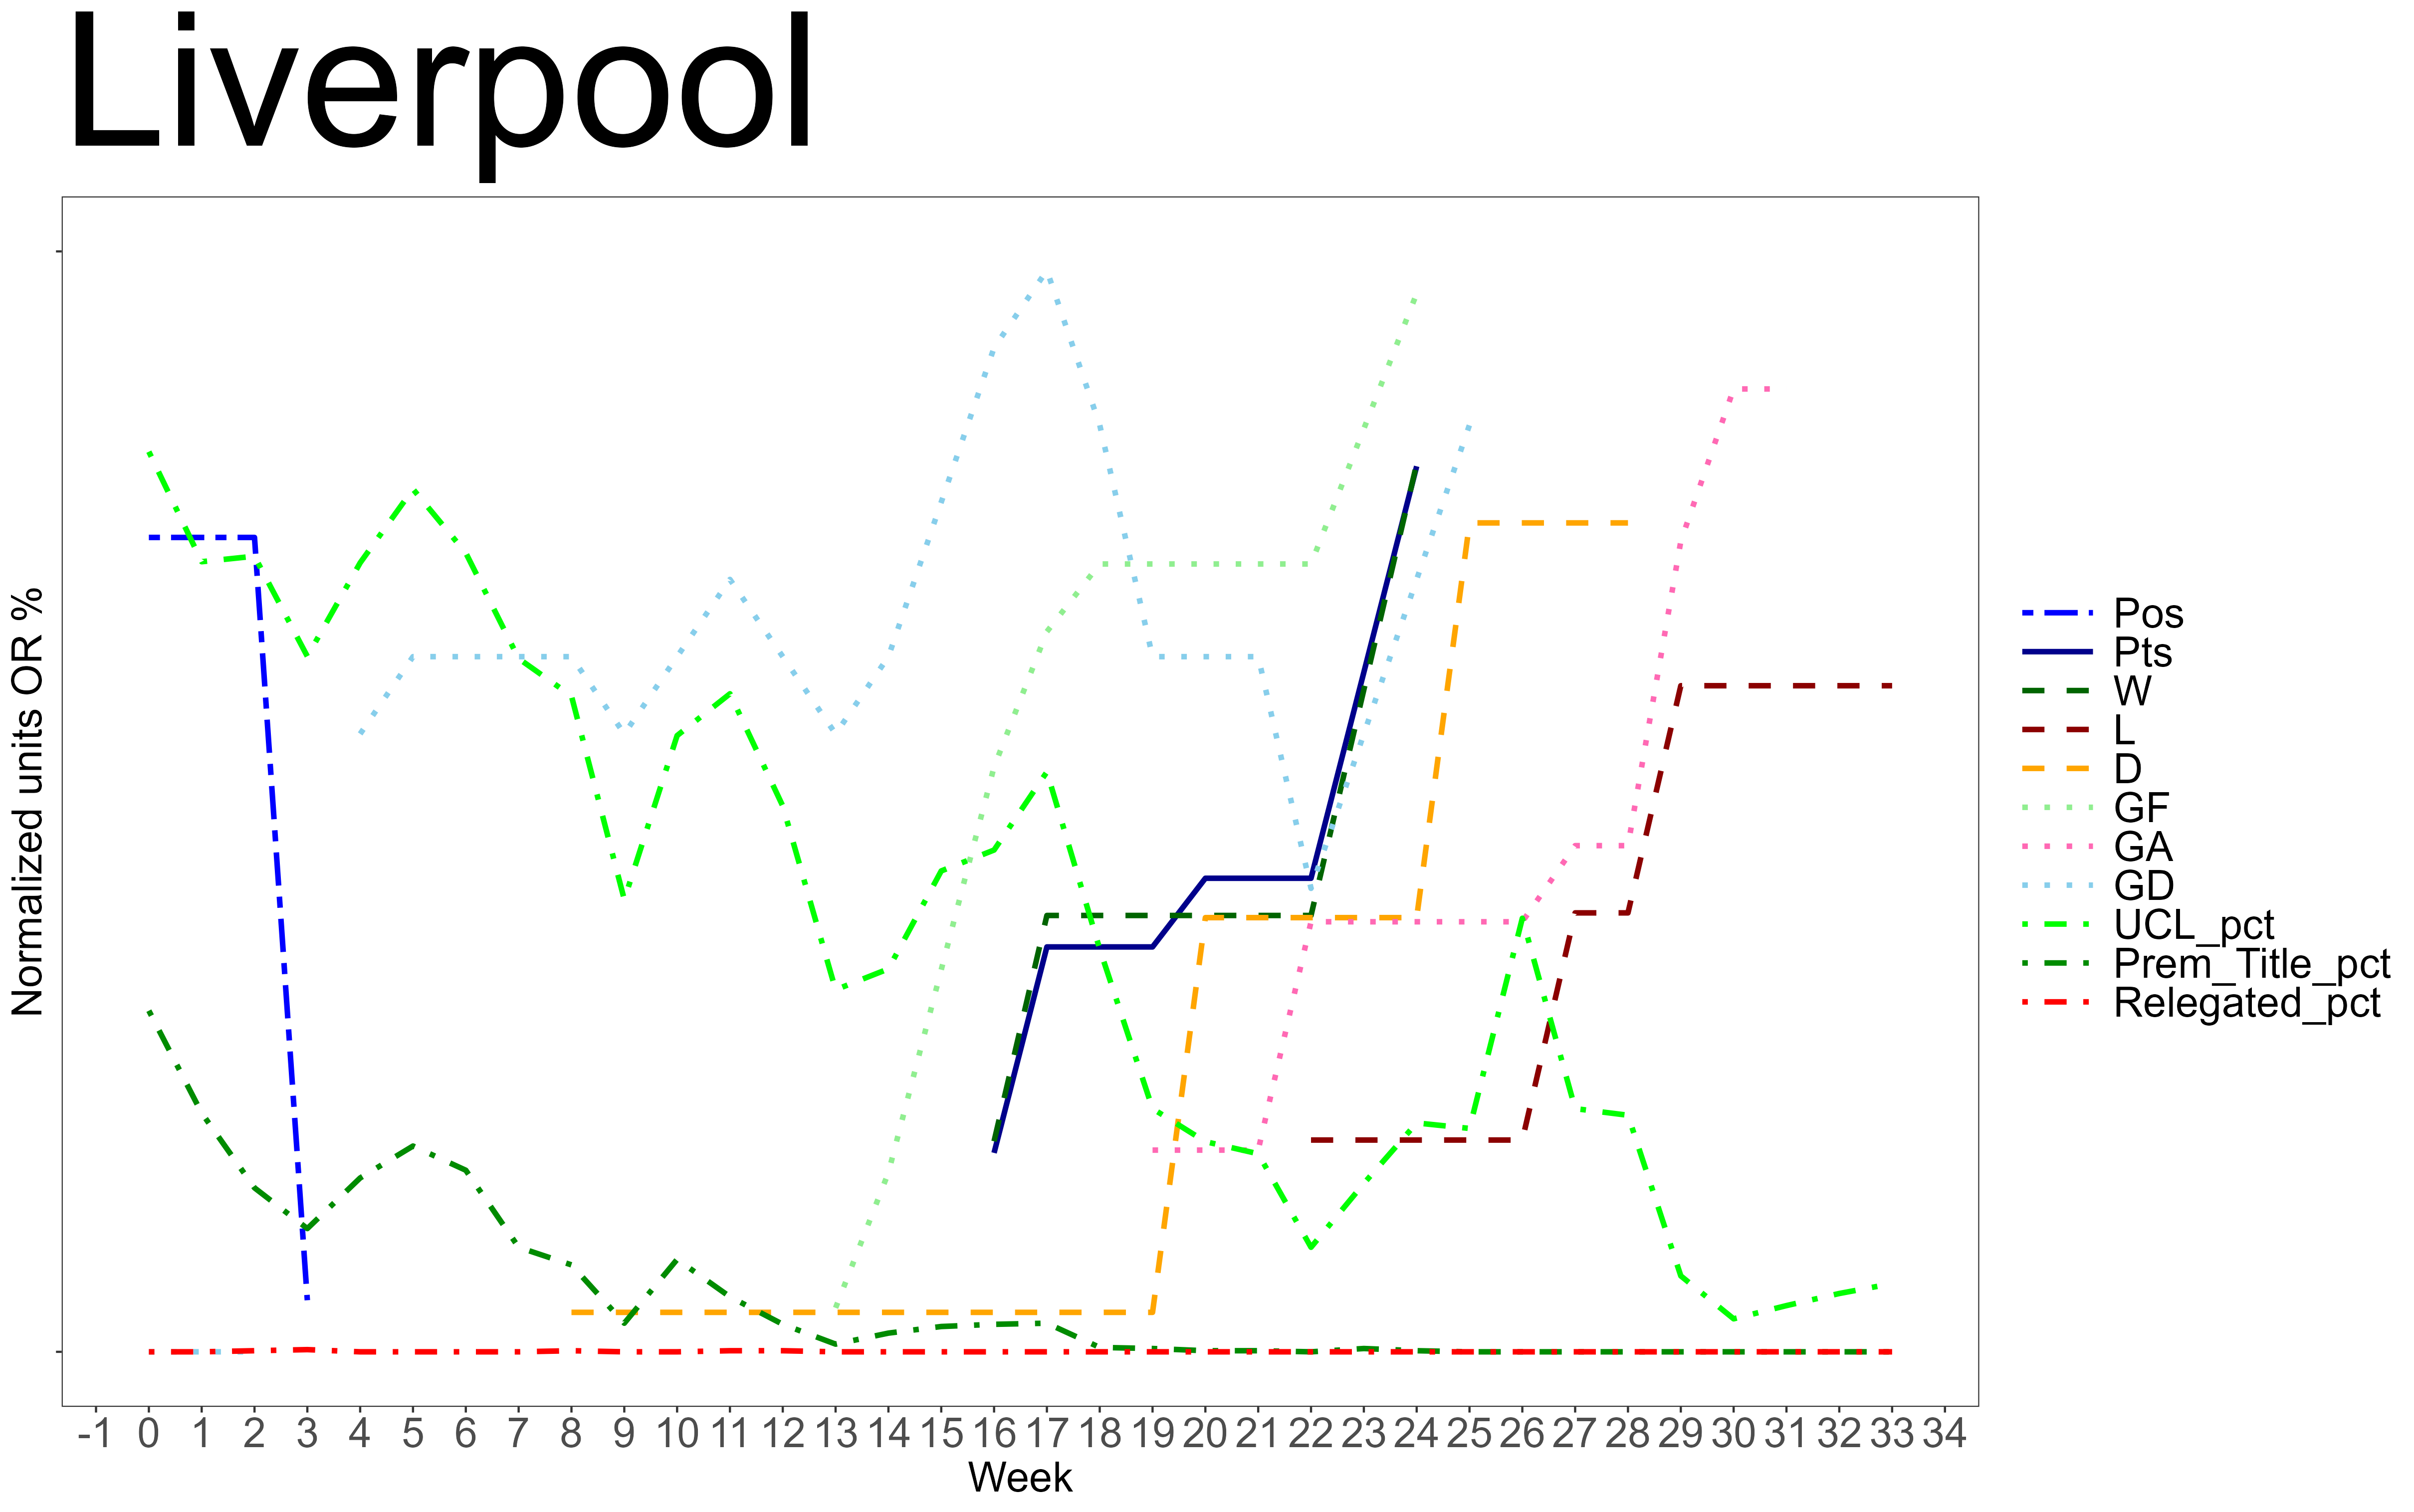 Liverpool
Normalized units OR %
-1 0 1 2 3 4 5 6 7 8 9 10 11 12 13 14 15 16 17 18 19 20 21 22 23 24 25 26 27 28 29 30 31 32 33 34
Week
Pos
Pts
W
L
D
GF
GA
GD
UCL_pct
Prem_Title_pct
Relegated_pct